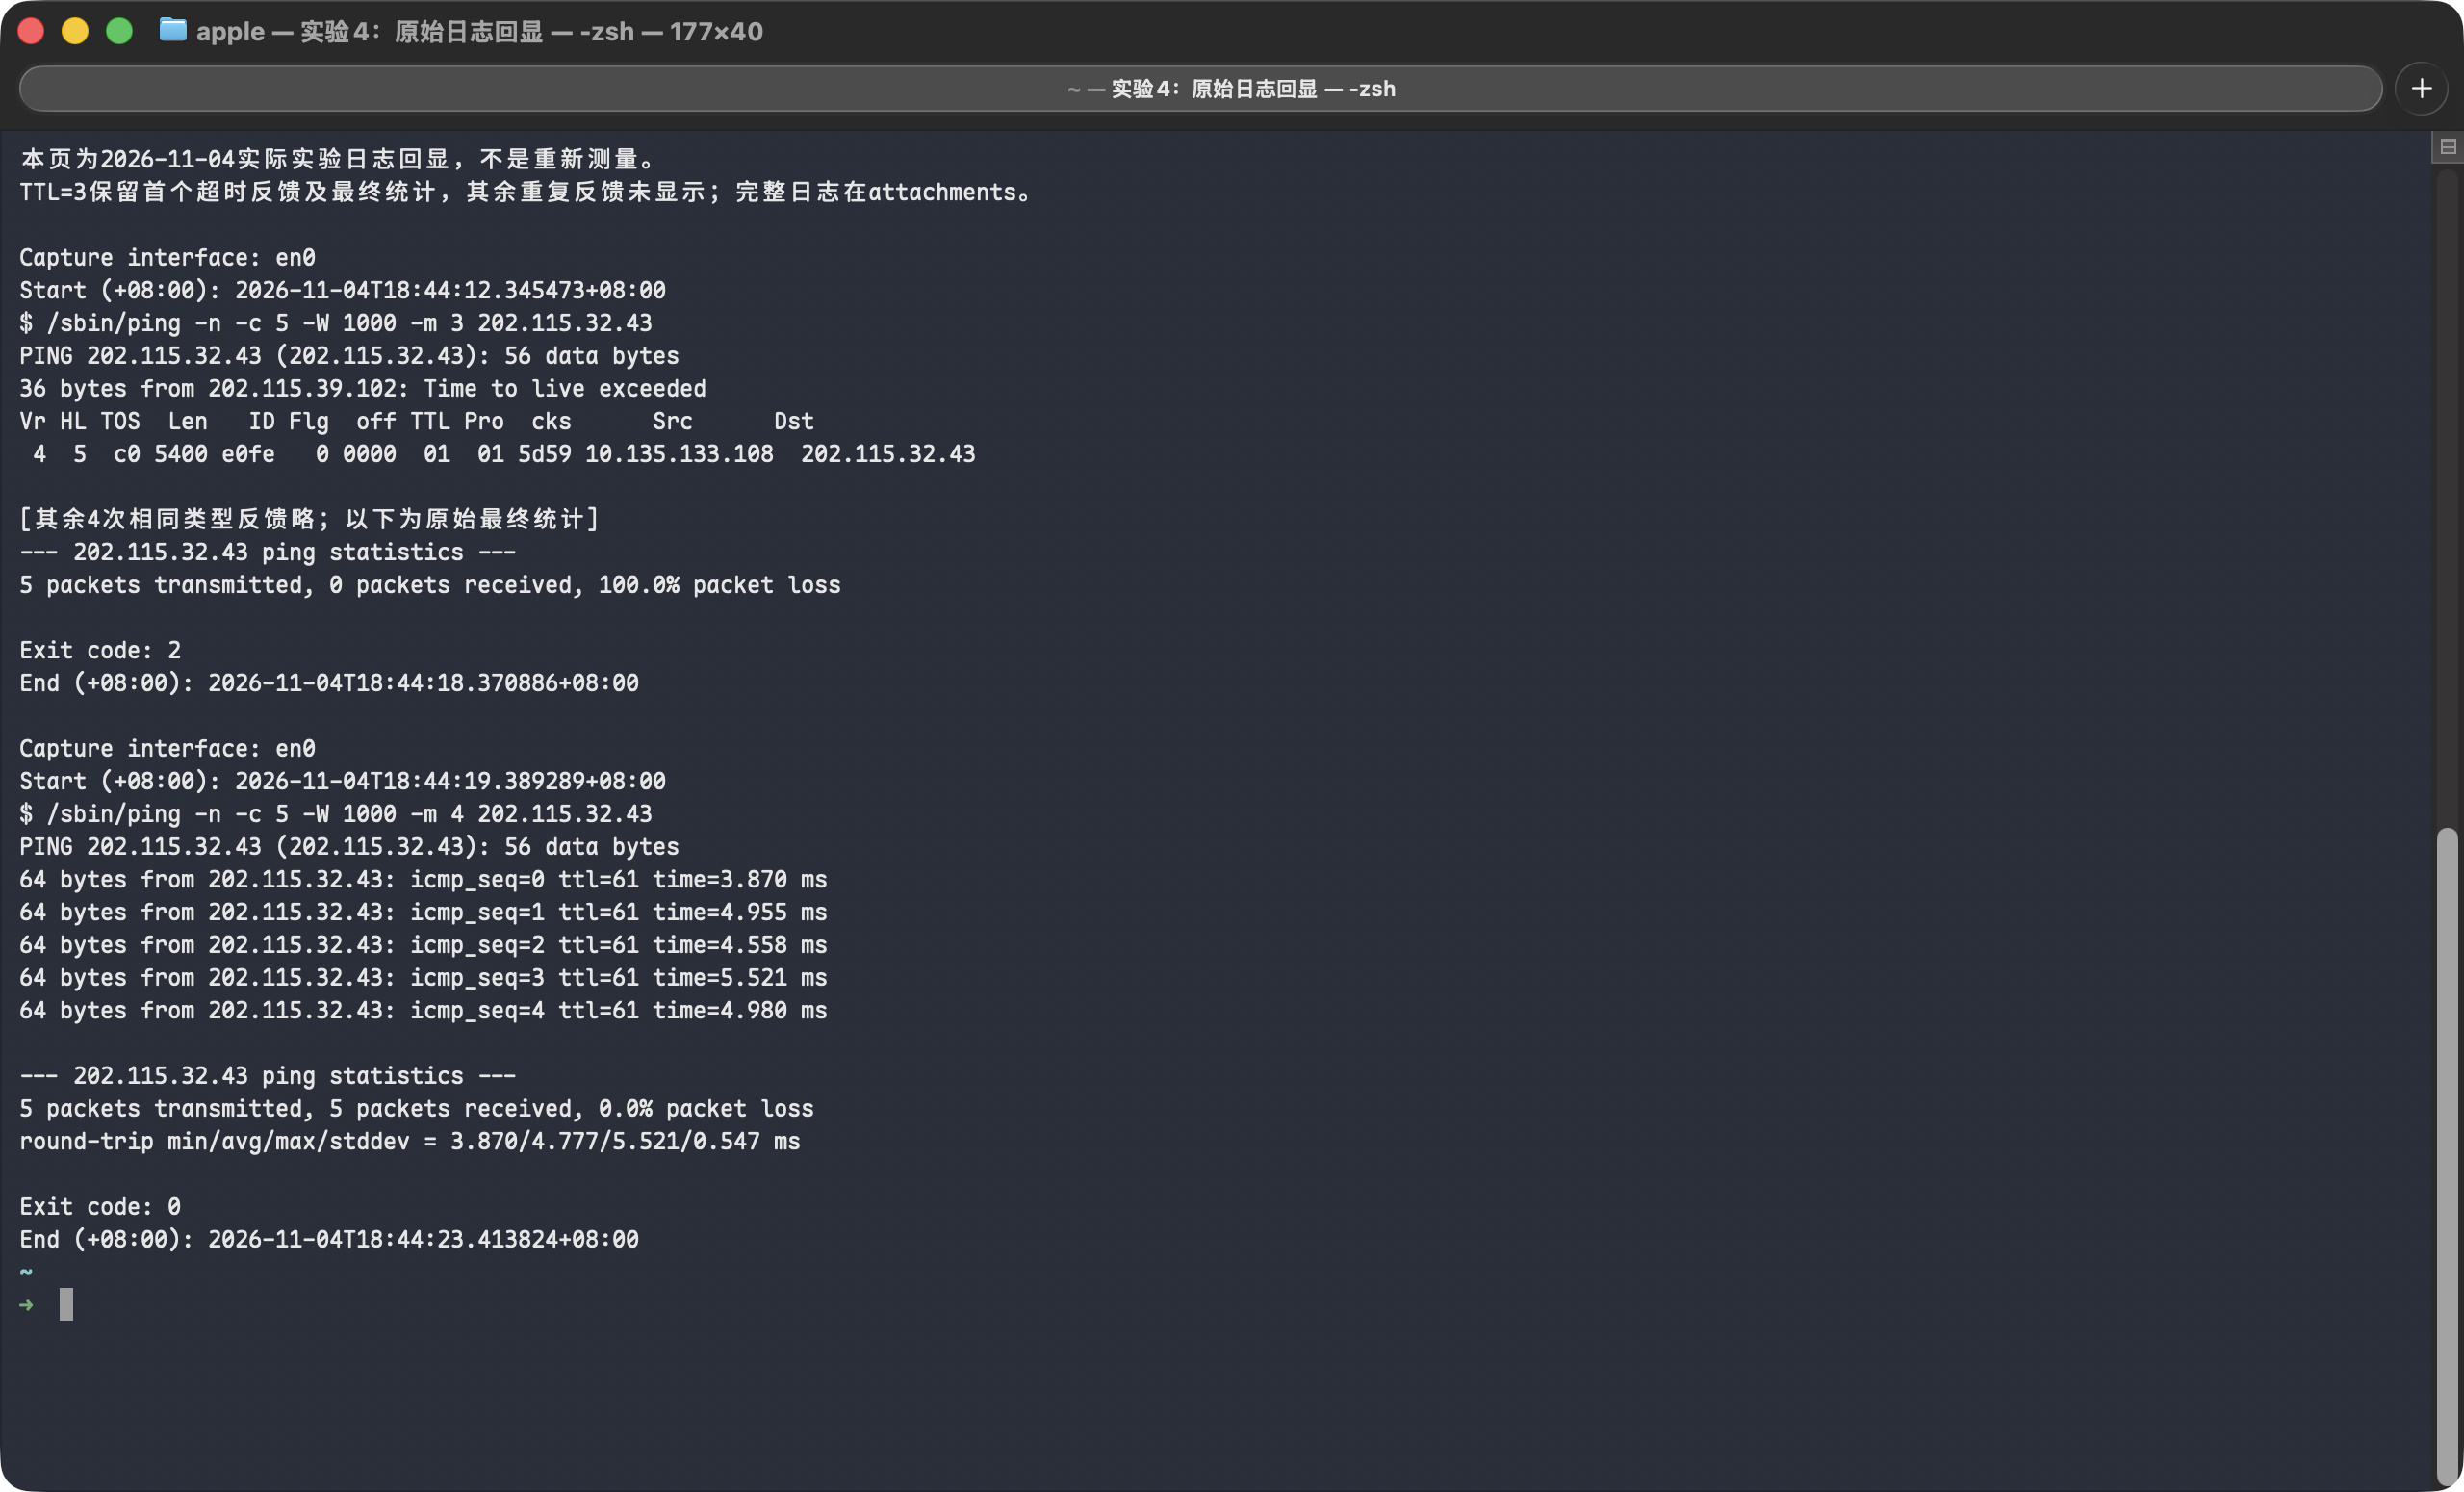 apple — 实验4：原始日志回显 — -zsh — 177×40
~ — 实验4：原始日志回显 — -zsh
本页为2026-11-04实际实验日志回显，不是重新测量。
TTL=3保留首个超时反馈及最终统计，其余重复反馈未显示；完整日志在attachments。
Capture interface: en0
Start (+08:00): 2026-11-04T18:44:12.345473+08:00
$ /sbin/ping -n -c 5 -W 1000 -m 3 202.115.32.43
PING 202.115.32.43 (202.115.32.43): 56 data bytes
36 bytes from 202.115.39.102: Time to live exceeded
Vr HL TOS  Len   ID Flg  off TTL Pro  cks      Src      Dst
 4  5  c0 5400 e0fe   0 0000  01  01 5d59 10.135.133.108  202.115.32.43
[其余4次相同类型反馈略；以下为原始最终统计]
--- 202.115.32.43 ping statistics ---
5 packets transmitted, 0 packets received, 100.0% packet loss
Exit code: 2
End (+08:00): 2026-11-04T18:44:18.370886+08:00
Capture interface: en0
Start (+08:00): 2026-11-04T18:44:19.389289+08:00
$ /sbin/ping -n -c 5 -W 1000 -m 4 202.115.32.43
PING 202.115.32.43 (202.115.32.43): 56 data bytes
64 bytes from 202.115.32.43: icmp_seq=0 ttl=61 time=3.870 ms
64 bytes from 202.115.32.43: icmp_seq=1 ttl=61 time=4.955 ms
64 bytes from 202.115.32.43: icmp_seq=2 ttl=61 time=4.558 ms
64 bytes from 202.115.32.43: icmp_seq=3 ttl=61 time=5.521 ms
64 bytes from 202.115.32.43: icmp_seq=4 ttl=61 time=4.980 ms
--- 202.115.32.43 ping statistics ---
5 packets transmitted, 5 packets received, 0.0% packet loss
round-trip min/avg/max/stddev = 3.870/4.777/5.521/0.547 ms
Exit code: 0
End (+08:00): 2026-11-04T18:44:23.413824+08:00
~
➜